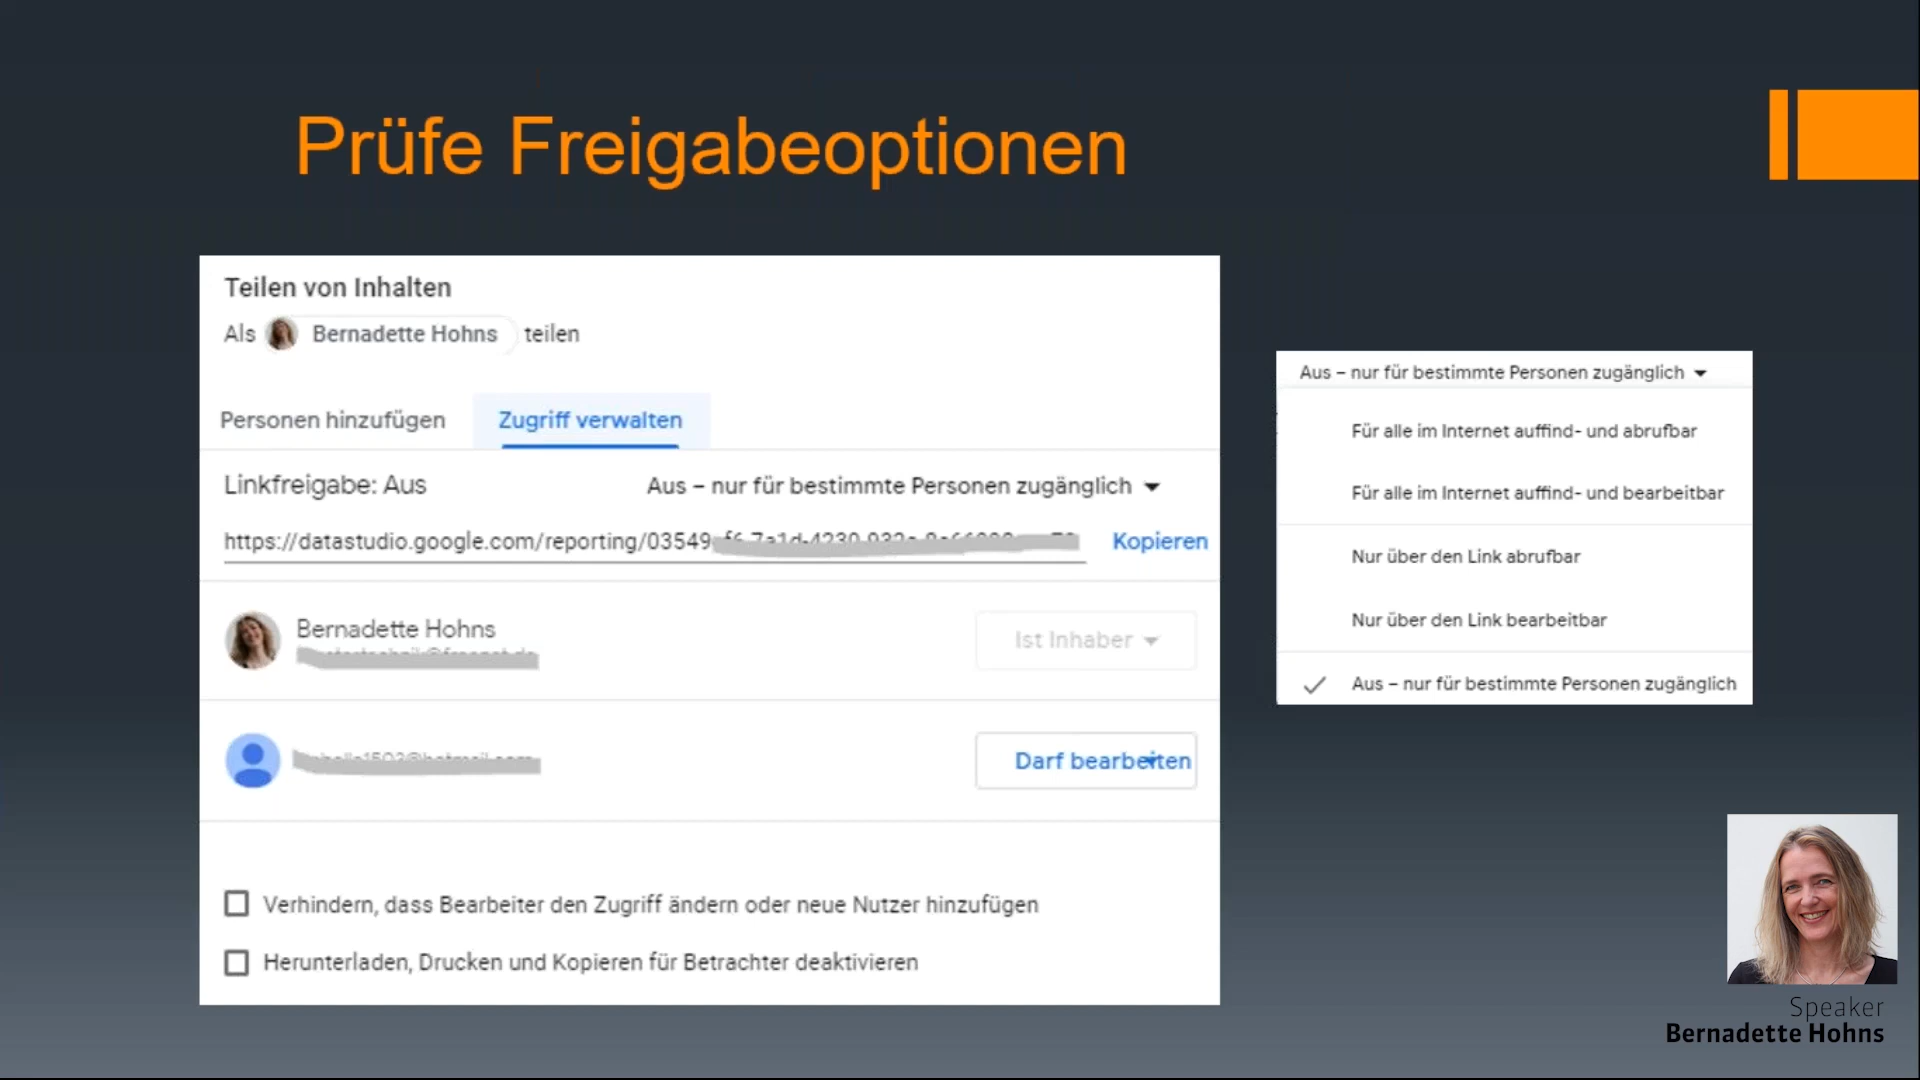 Prüfe Freigabeoptionen
Teilen von Inhalten
Als Bernadette Hohns teilen
Personen hinzufügen Zugriff verwalten
Linkfreigabe: Aus Aus – nur für bestimmte Personen zugänglich
https://datastudio.google.com/reporting/03549 Kopieren
Bernadette Hohns
Ist Inhaber
Darf bearbeiten
Verhindern, dass Bearbeiter den Zugriff ändern oder neue Nutzer hinzufügen
Herunterladen, Drucken und Kopieren für Betrachter deaktivieren
Aus – nur für bestimmte Personen zugänglich
Für alle im Internet auffind- und abrufbar
Für alle im Internet auffind- und bearbeitbar
Nur über den Link abrufbar
Nur über den Link bearbeitbar
Aus – nur für bestimmte Personen zugänglich
Speaker
Bernadette Hohns